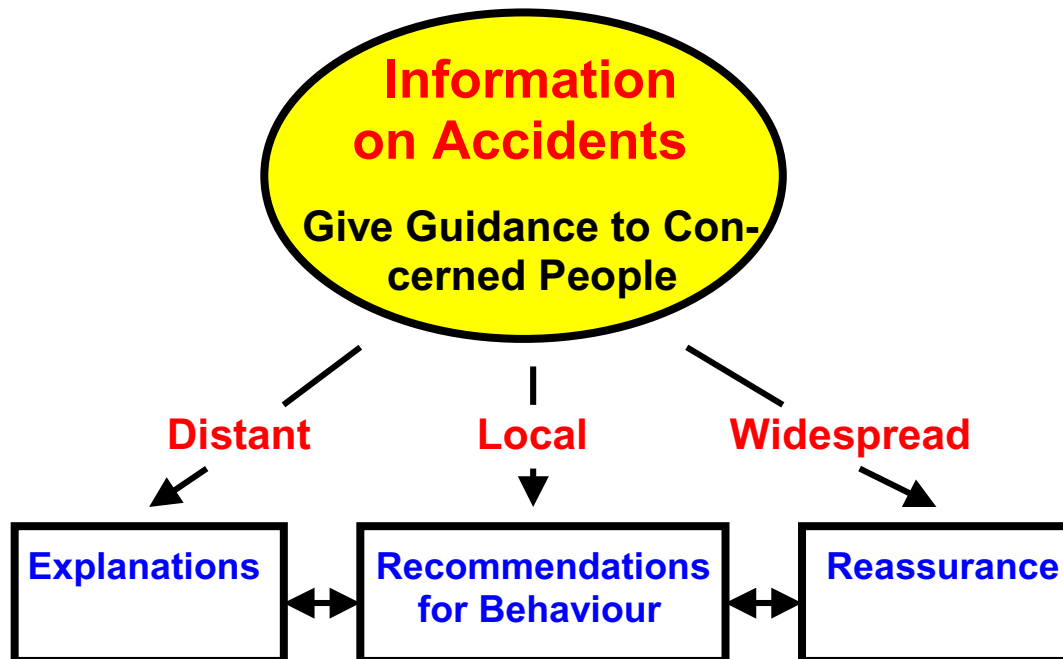 Information
on Accidents
Give Guidance to Con-
cerned People
Distant
Local
Widespread
Explanations
Recommendations
for Behaviour
Reassurance